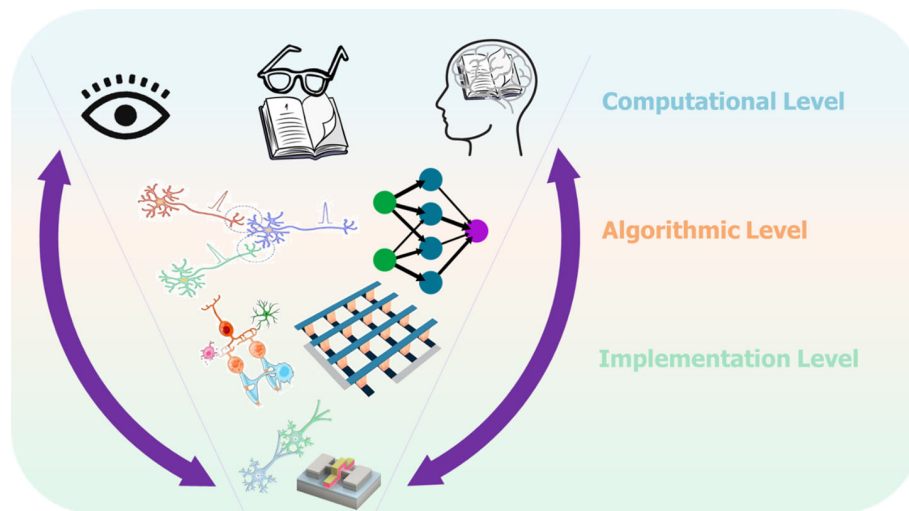 Computational Level
Algorithmic Level
Implementation Level